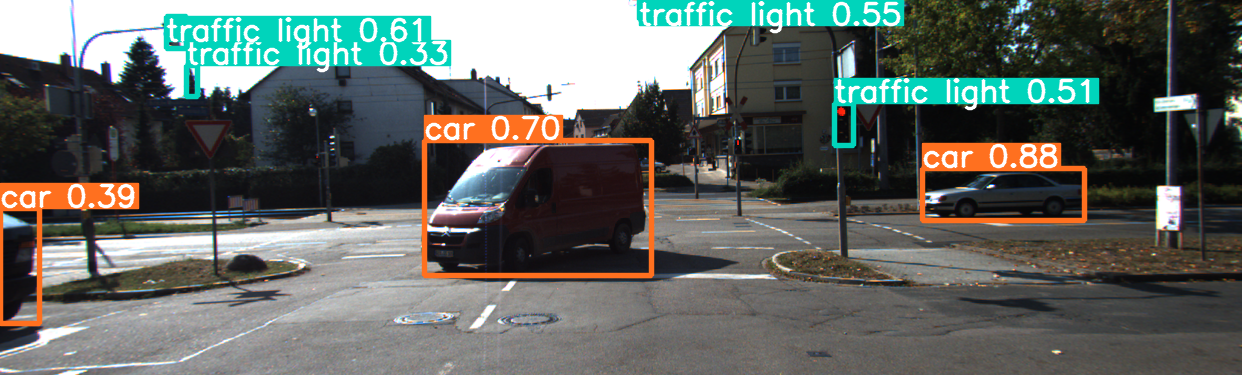 traffic light 0.61
traffic light 0.55
traffic light 0.33
traffic light 0.51
car 0.70
car 0.88
car 0.39